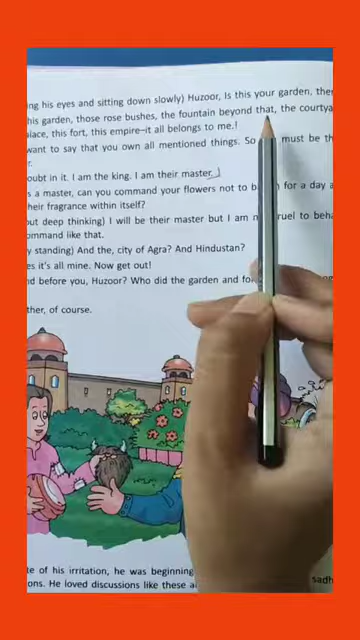 ng his eyes and sitting down slowly) Huzoor, Is this your garden, the
his garden, those rose bushes, the fountain beyond that, the courtya
lace, this fort, this empire–it all belongs to me.!
want to say that you own all mentioned things. So must be th
r.
oubt in it. I am the king. I am their master.
s a master, can you command your flowers not to b for a day a
heir fragrance within itself?
out deep thinking) I will be their master but I am n ruel to beha
ommand like that.
y standing) And the, city of Agra? And Hindustan?
es it's all mine. Now get out!
nd before you, Huzoor? Who did the garden and fo
ther, of course.
te of his irritation, he was beginning sadh
ons. He loved discussions like these a